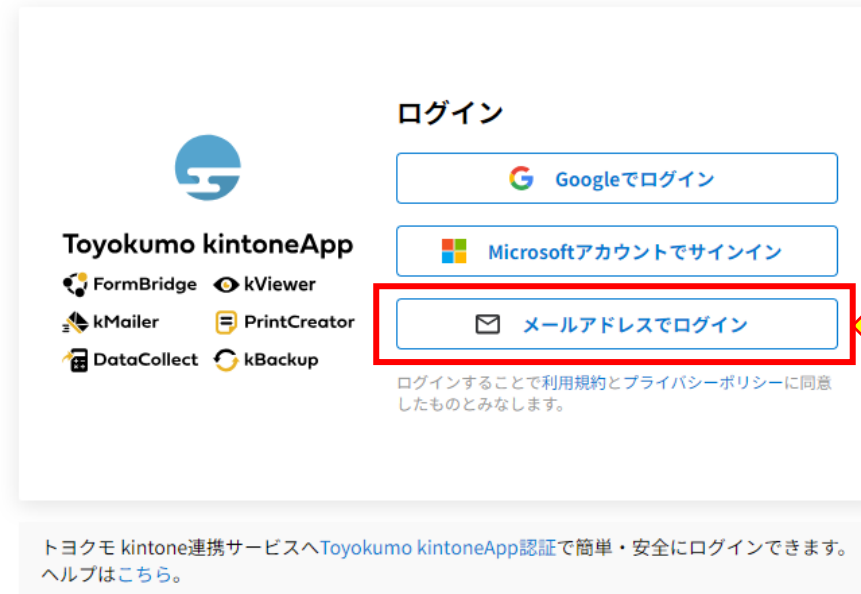 ログイン
Googleでログイン
Microsoftアカウントでサインイン
メールアドレスでログイン
ログインすることで利用規約とプライバシーポリシーに同意
したものとみなします。
Toyokumo kintoneApp
FormBridge kViewer
kMailer PrintCreator
DataCollect kBackup
トヨクモ kintone連携サービスへToyokumo kintoneApp認証で簡単・安全にログインできます。
ヘルプはこちら。